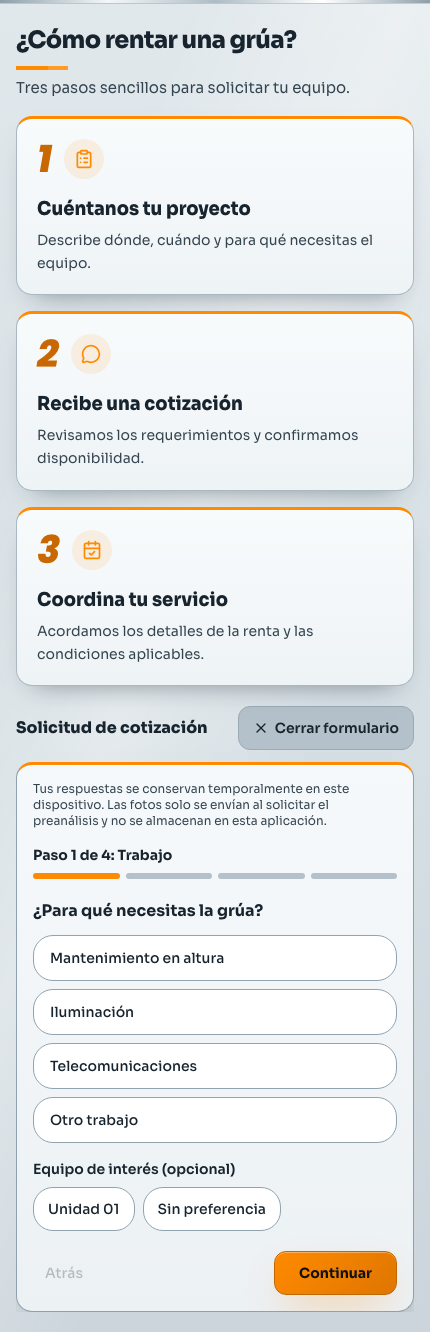 ¿Cómo rentar una grúa?
Tres pasos sencillos para solicitar tu equipo.
1
Cuéntanos tu proyecto
Describe dónde, cuándo y para qué necesitas el
equipo.
2
Recibe una cotización
Revisamos los requerimientos y confirmamos
disponibilidad.
3
Coordina tu servicio
Acordamos los detalles de la renta y las
condiciones aplicables.
Solicitud de cotización
Cerrar formulario
Tus respuestas se conservan temporalmente en este
dispositivo. Las fotos solo se envían al solicitar el
preanálisis y no se almacenan en esta aplicación.
Paso 1 de 4: Trabajo
¿Para qué necesitas la grúa?
Mantenimiento en altura
Iluminación
Telecomunicaciones
Otro trabajo
Equipo de interés (opcional)
Unidad 01
Sin preferencia
Atrás
Continuar